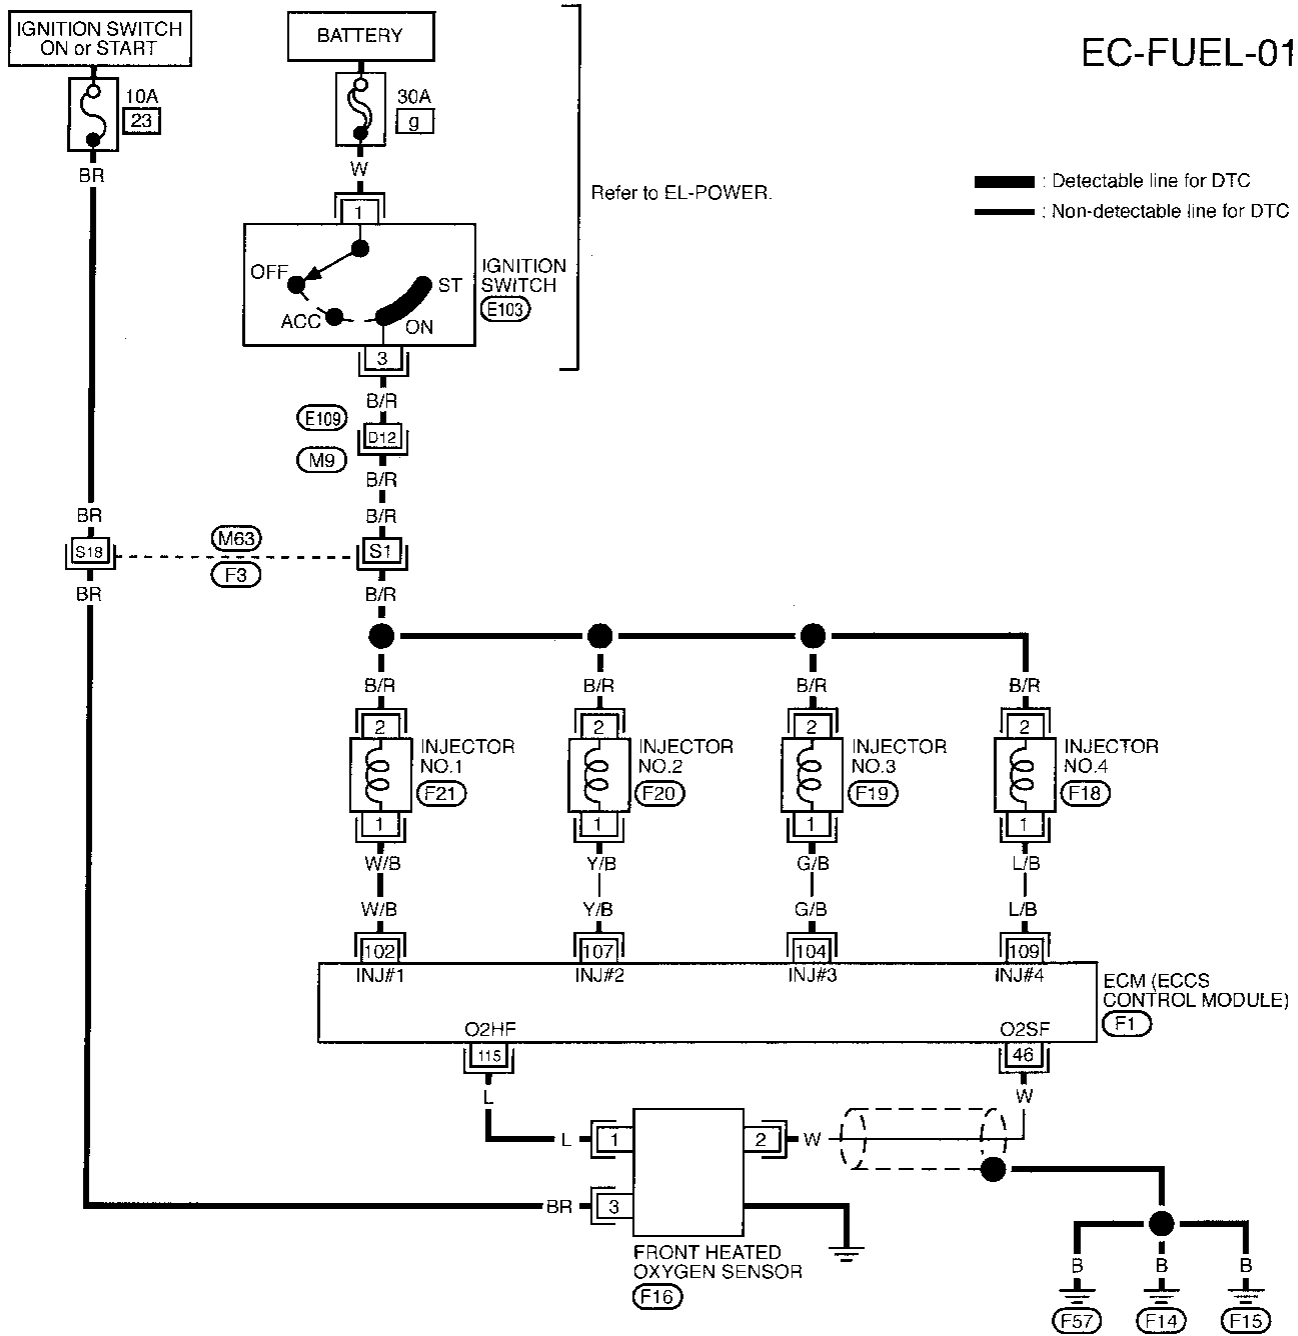 IGNITION SWITCH
ON or START
BATTERY
EC-FUEL-01
10A
23
30A
g
BR
W
Refer to EL-POWER.
: Detectable line for DTC
: Non-detectable line for DTC
1
OFF
ST
ACC
ON
IGNITION
SWITCH
E103
3
B/R
E109
D12
M9
B/R
BR
B/R
S18
M63
F3
S1
BR
B/R
B/R
B/R
B/R
B/R
2
2
2
2
INJECTOR
NO.1
F21
INJECTOR
NO.2
F20
INJECTOR
NO.3
F19
INJECTOR
NO.4
F18
1
1
1
1
W/B
Y/B
G/B
L/B
W/B
Y/B
G/B
L/B
102
107
104
109
INJ#1
INJ#2
INJ#3
INJ#4
ECM (ECCS
CONTROL MODULE)
F1
O2HF
O2SF
115
46
L
W
L
1
2
W
BR
3
FRONT HEATED
OXYGEN SENSOR
F16
B
B
B
F57
F14
F15